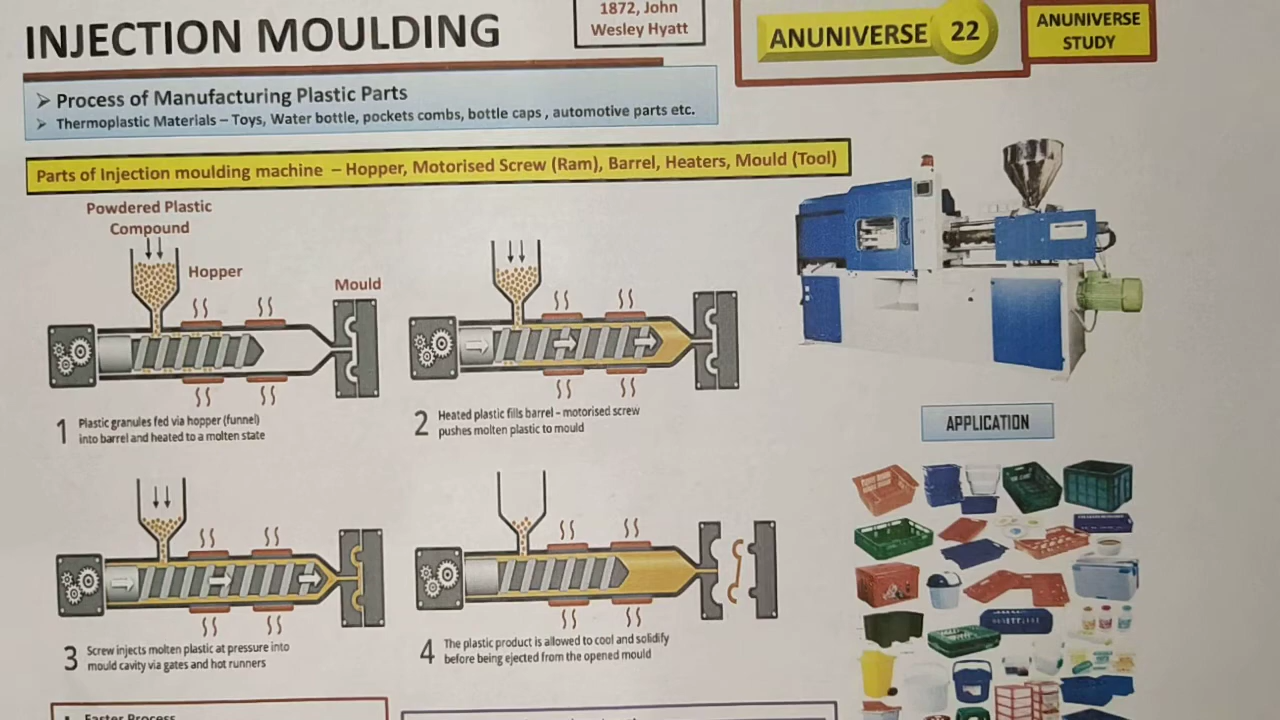 INJECTION MOULDING
1872, John
Wesley Hyatt
ANUNIVERSE 22
ANUNIVERSE
STUDY
➢ Process of Manufacturing Plastic Parts
➢ Thermoplastic Materials – Toys, Water bottle, pockets combs, bottle caps , automotive parts etc.
Parts of Injection moulding machine – Hopper, Motorised Screw (Ram), Barrel, Heaters, Mould (Tool)
Powdered Plastic
Compound
Hopper
Mould
1 Plastic granules fed via hopper (funnel)
into barrel and heated to a molten state
2 Heated plastic fills barrel – motorised screw
pushes molten plastic to mould
APPLICATION
3 Screw injects molten plastic at pressure into
mould cavity via gates and hot runners
4 The plastic product is allowed to cool and solidify
before being ejected from the opened mould
Faster Process